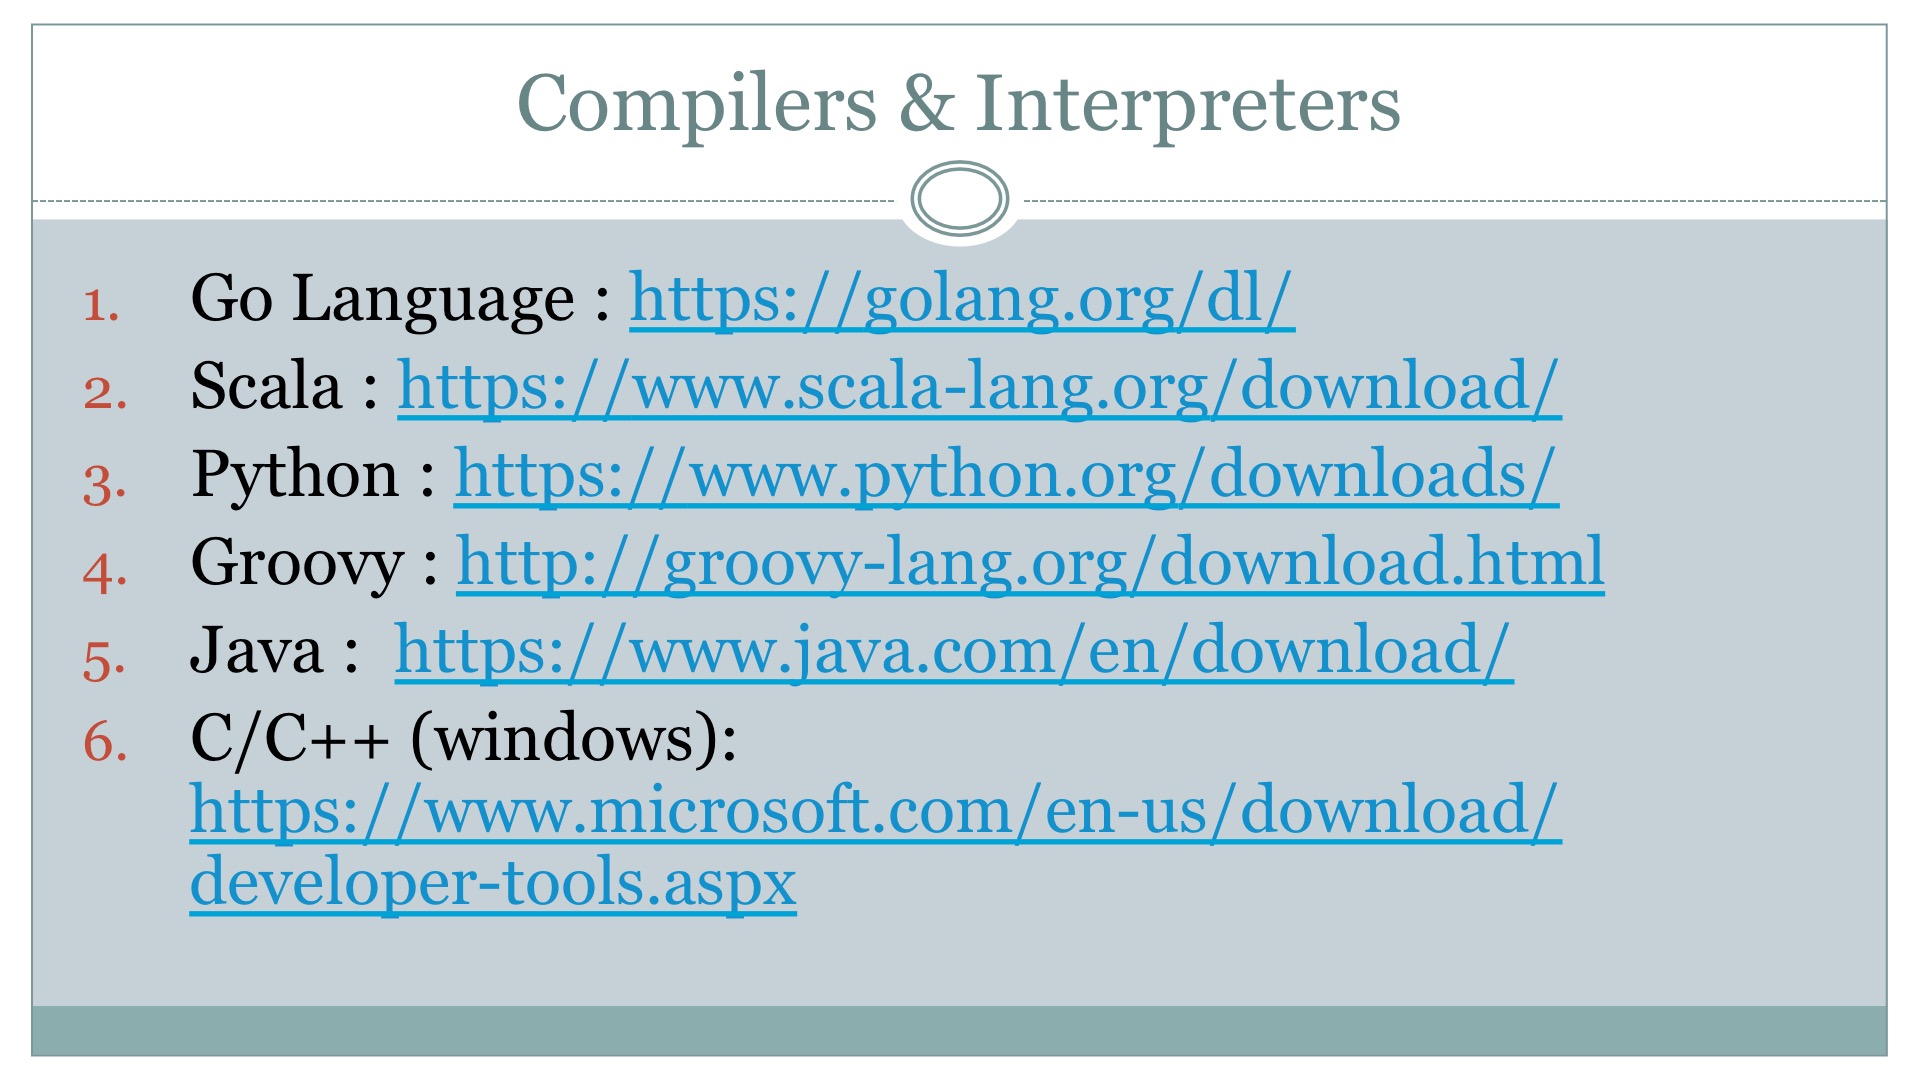 Compilers & Interpreters
1. Go Language : https://golang.org/dl/
2. Scala : https://www.scala-lang.org/download/
3. Python : https://www.python.org/downloads/
4. Groovy : http://groovy-lang.org/download.html
5. Java :  https://www.java.com/en/download/
6. C/C++ (windows):
https://www.microsoft.com/en-us/download/
developer-tools.aspx